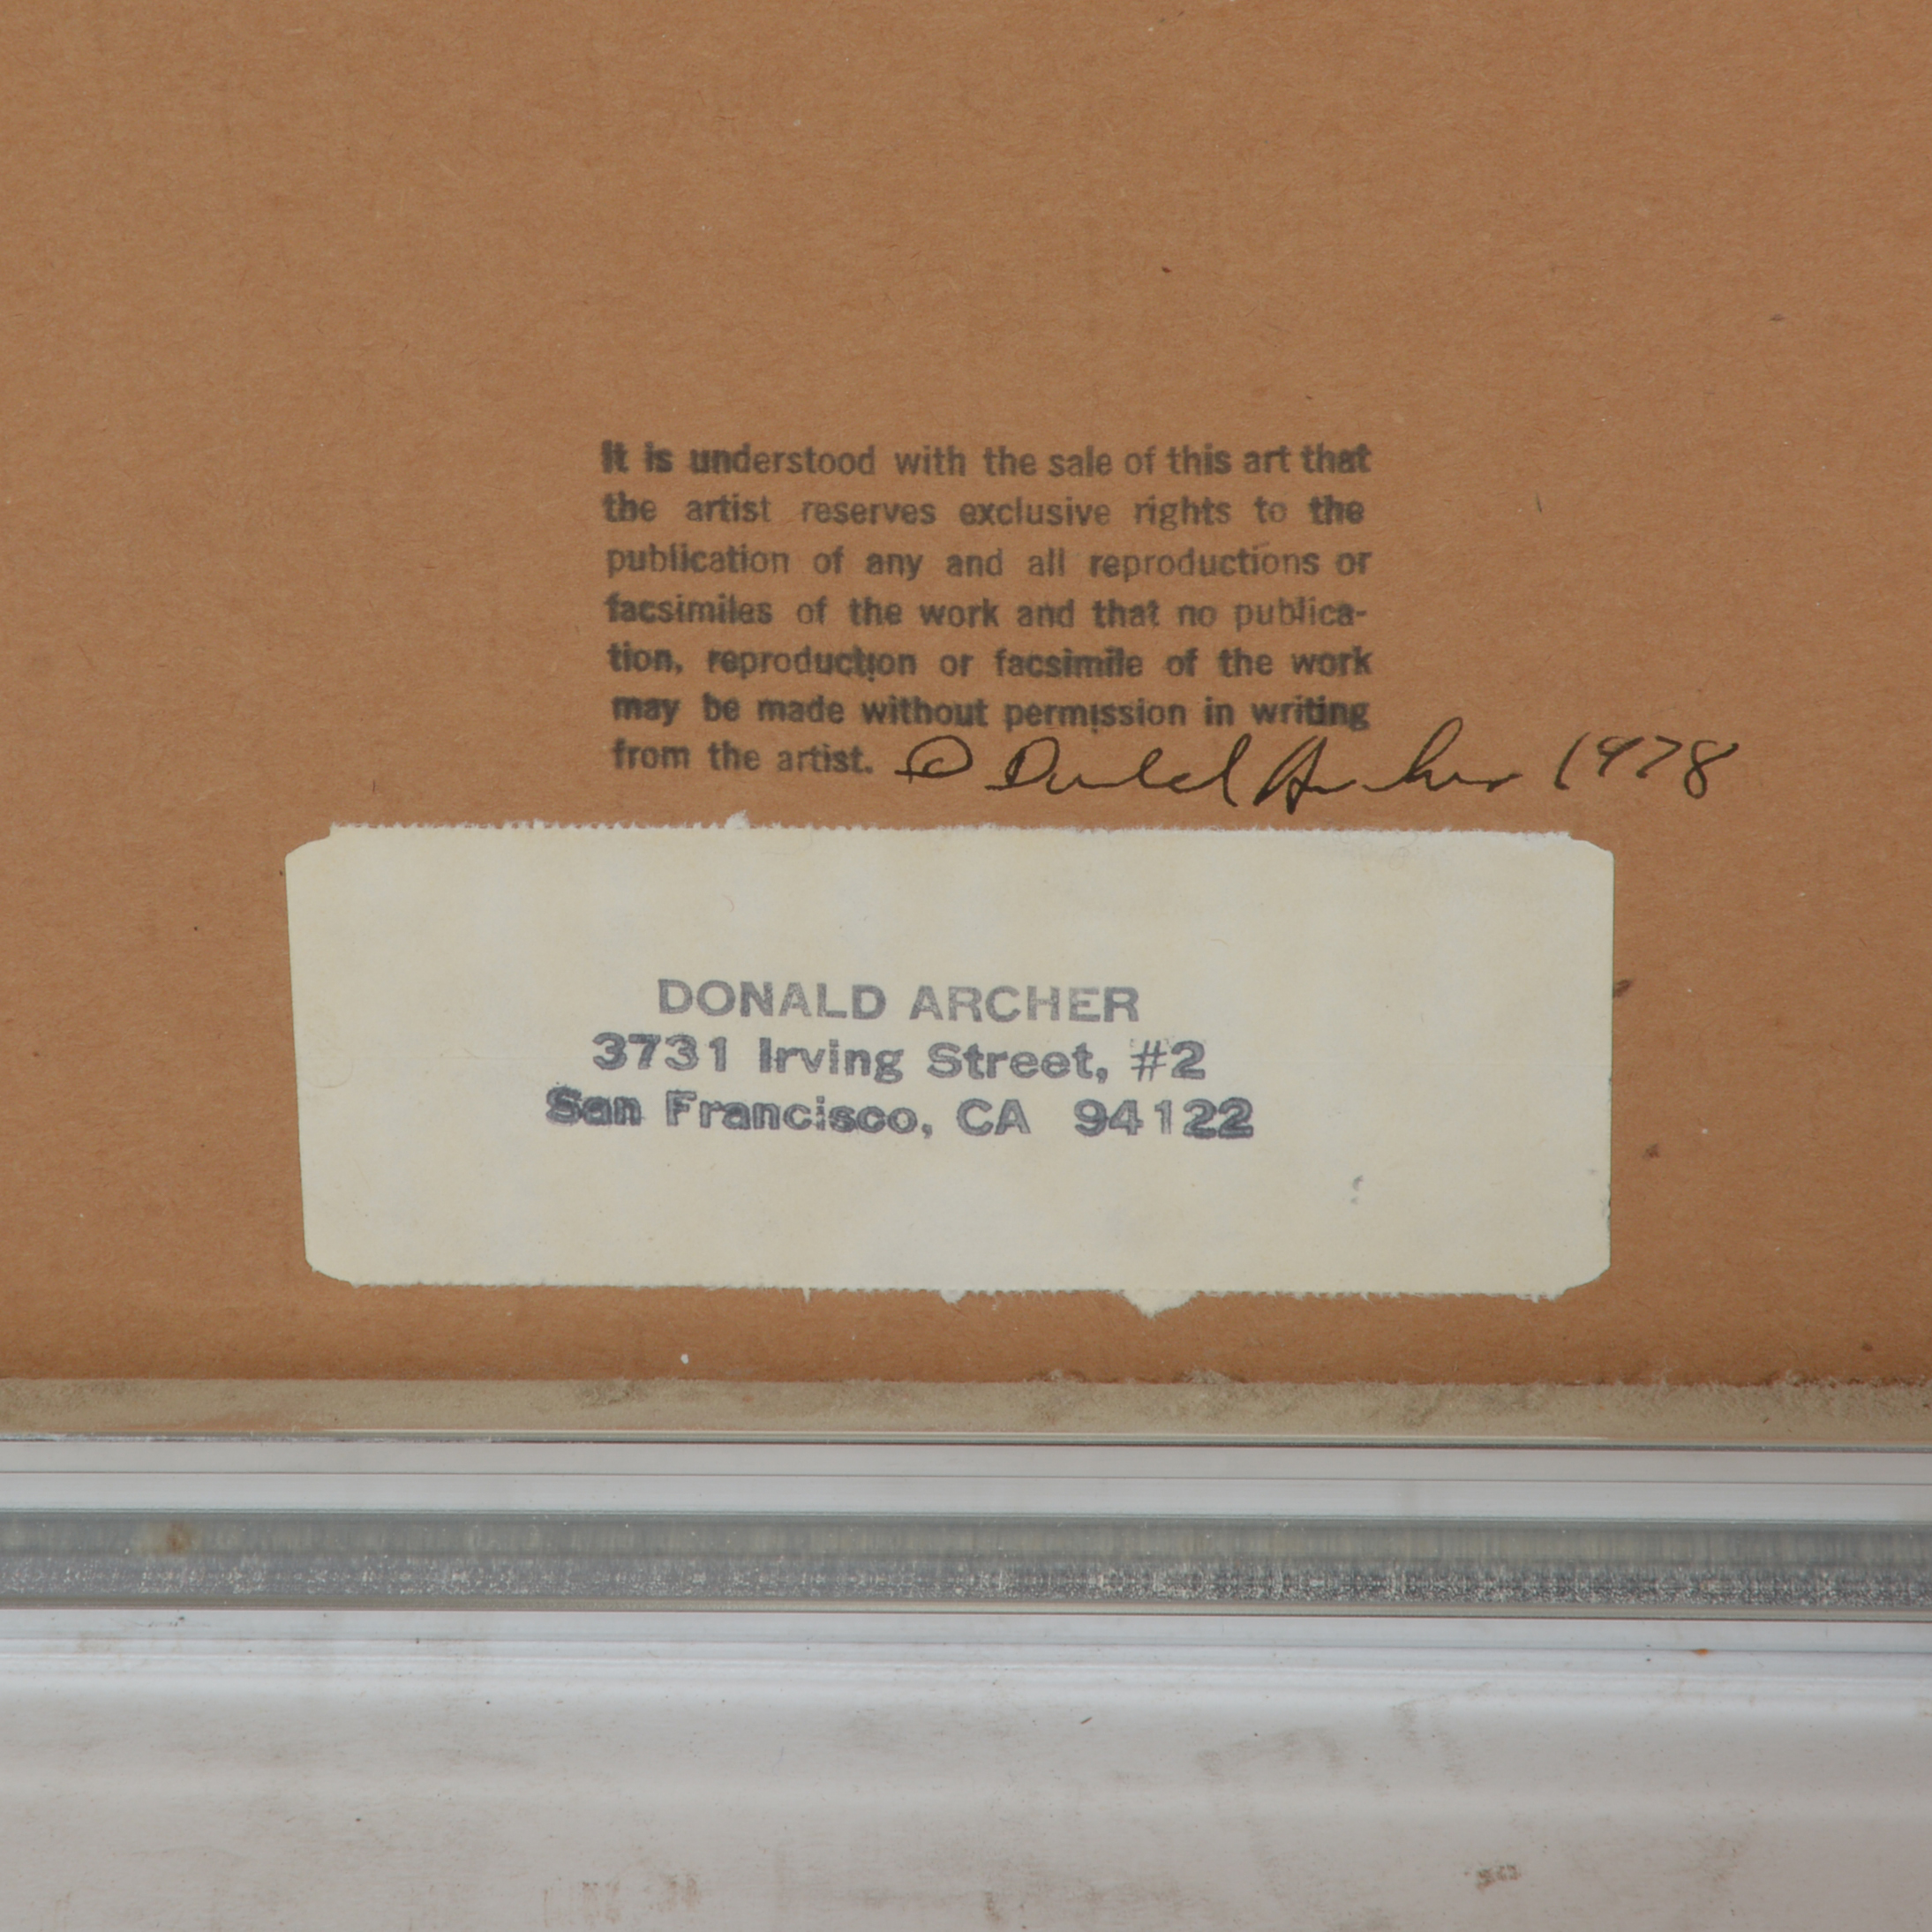 It is understood with the sale of this art that
the artist reserves exclusive rights to the
publication of any and all reproductions or
facsimiles of the work and that no publica-
tion, reproduction or facsimile of the work
may be made without permission in writing
from the artist. © Donald Archer 1978
DONALD ARCHER
3731 Irving Street, #2
San Francisco, CA 94122